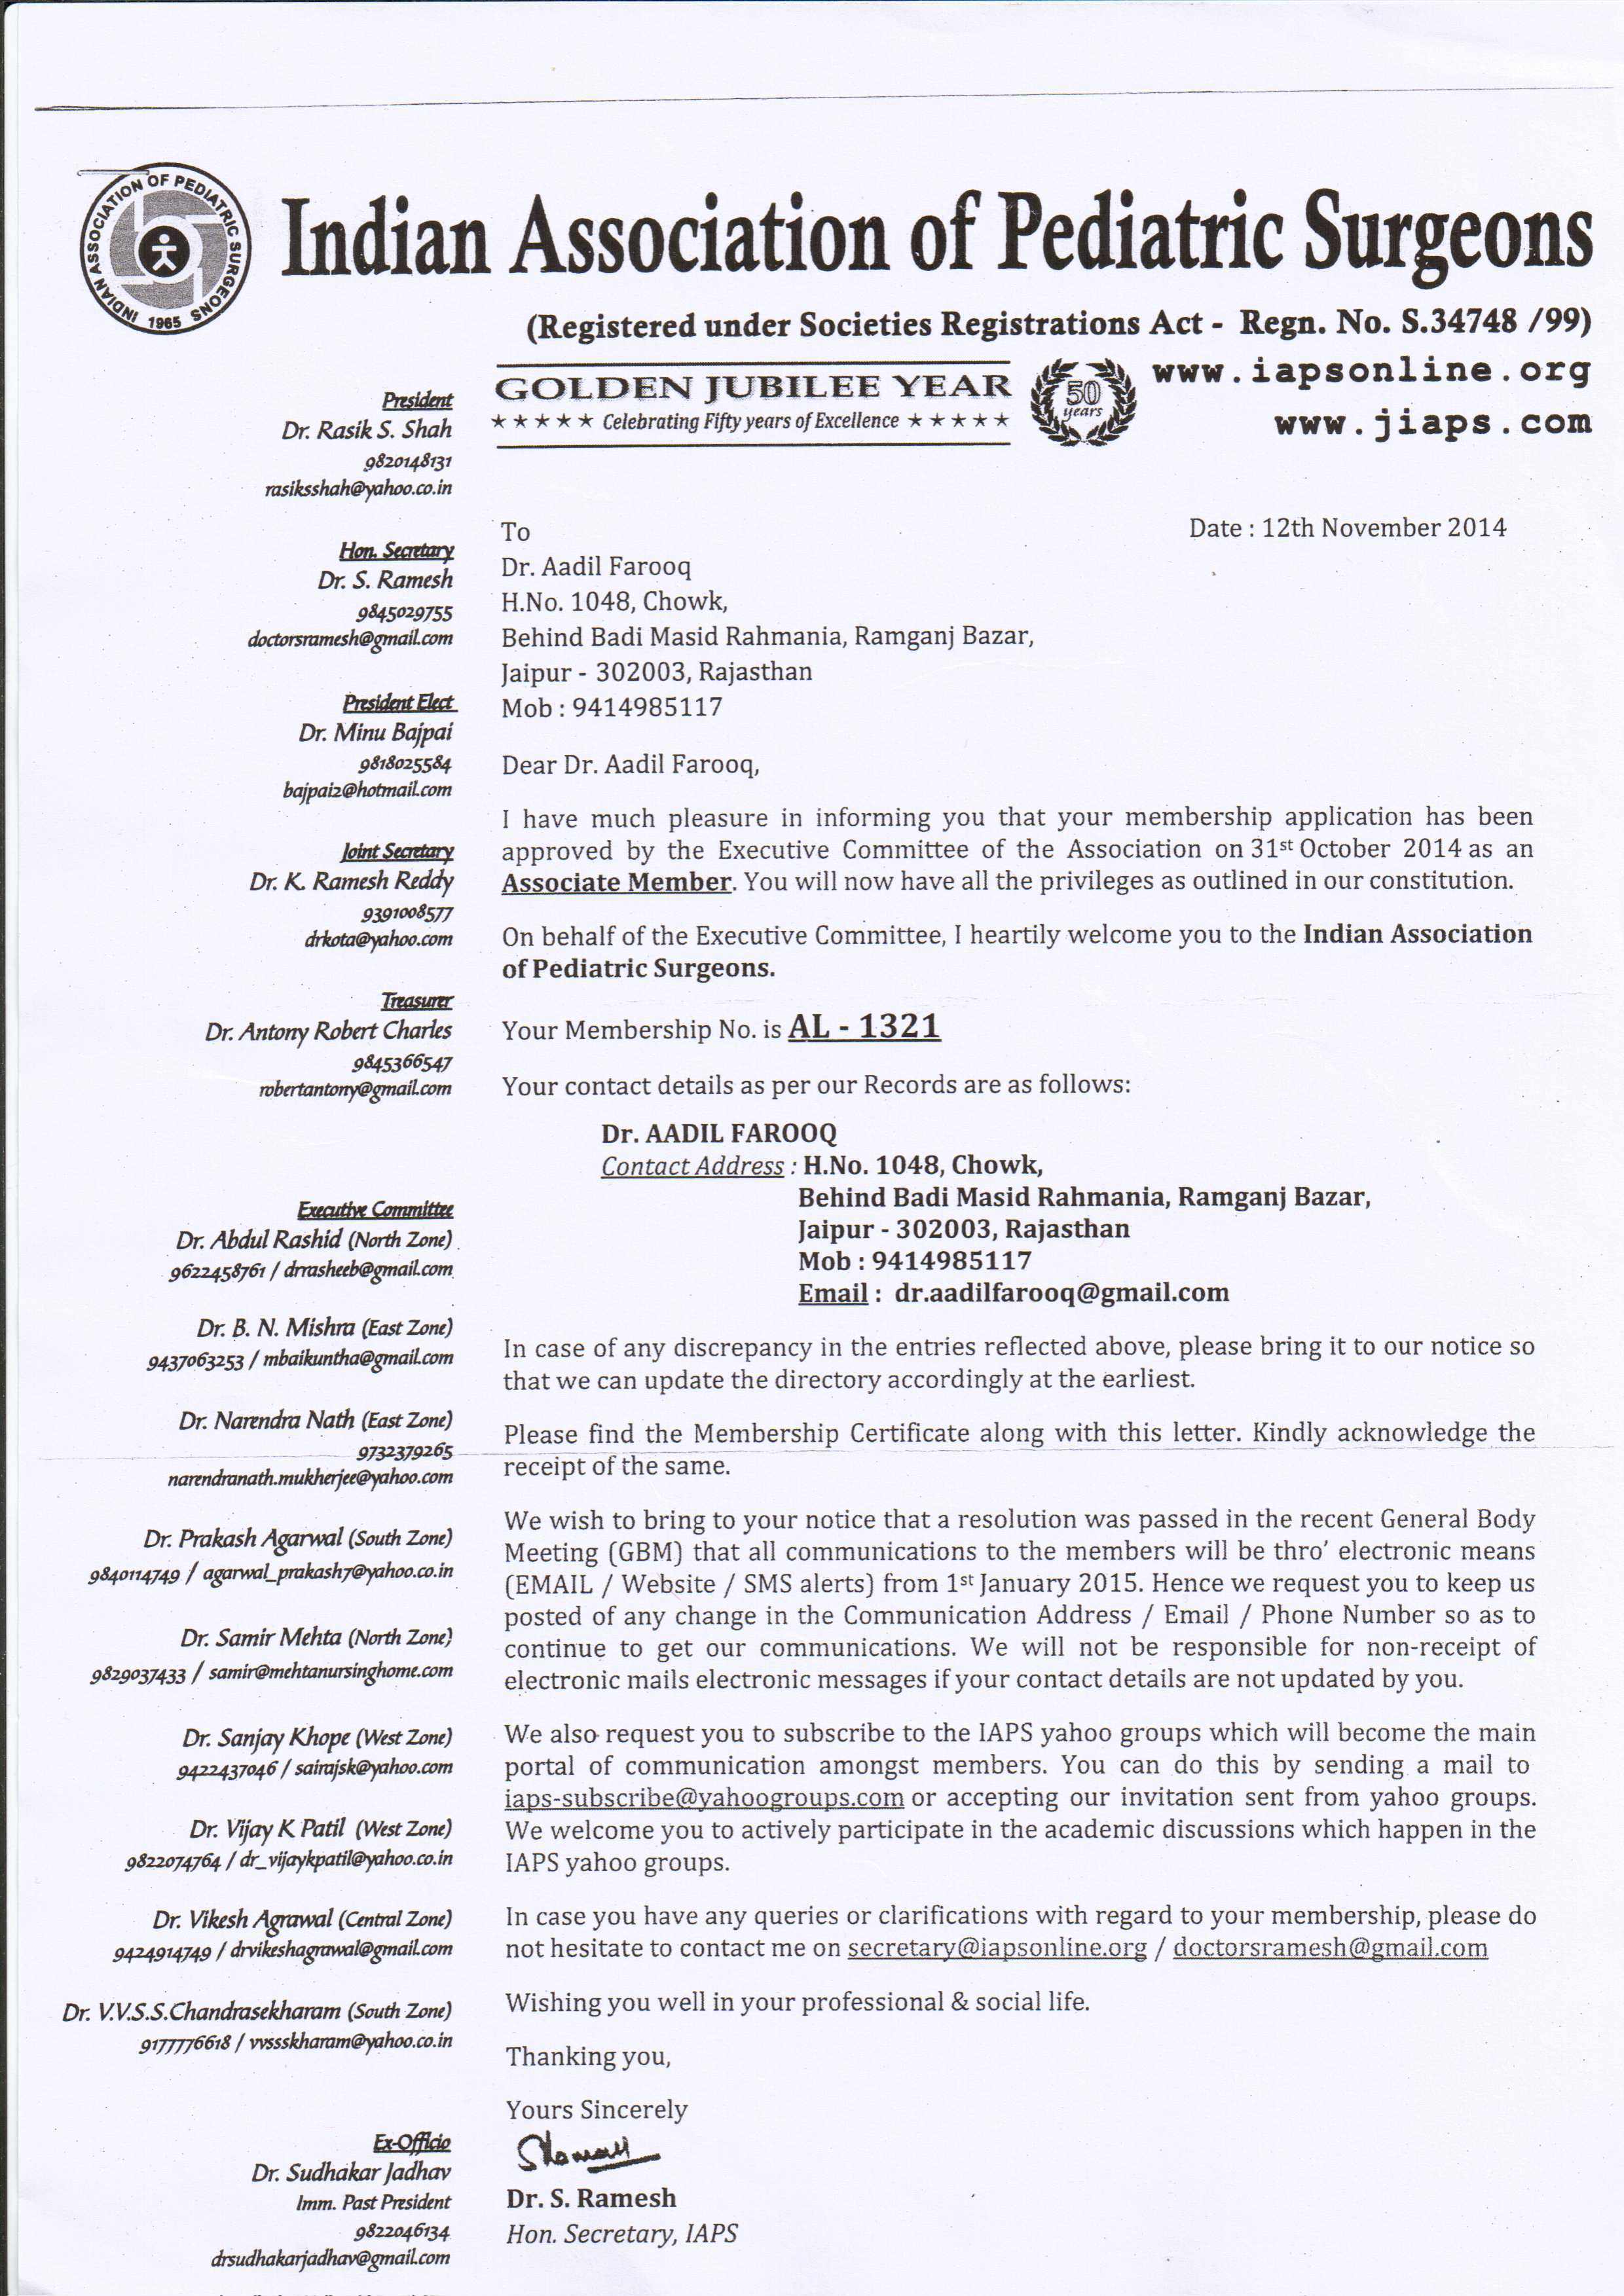 INDIAN ASSOCIATION OF PEDIATRIC SURGEONS
1965
Indian Association of Pediatric Surgeons
(Registered under Societies Registrations Act - Regn. No. S.34748 /99)
GOLDEN JUBILEE YEAR
★★★★★ Celebrating Fifty years of Excellence ★★★★★
50
years
www.iapsonline.org
www.jiaps.com
President
Dr. Rasik S. Shah
9820148131
rasiksshah@yahoo.co.in
Hon. Secretary
Dr. S. Ramesh
9845029755
doctorsramesh@gmail.com
President Elect
Dr. Minu Bajpai
9818025584
bajpai2@hotmail.com
Joint Secretary
Dr. K. Ramesh Reddy
9391008577
drkota@yahoo.com
Treasurer
Dr. Antony Robert Charles
9845366547
robertantony@gmail.com
Executive Committee
Dr. Abdul Rashid (North Zone)
9622458761 / drrasheeb@gmail.com
Dr. B. N. Mishra (East Zone)
9437063253 / mbaikuntha@gmail.com
Dr. Narendra Nath (East Zone)
9732379265
narendranath.mukherjee@yahoo.com
Dr. Prakash Agarwal (South Zone)
9840114749 / agarwal_prakash7@yahoo.co.in
Dr. Samir Mehta (North Zone)
9829037433 / samir@mehtanursinghome.com
Dr. Sanjay Khope (West Zone)
9422437046 / sairajsk@yahoo.com
Dr. Vijay K Patil (West Zone)
9822074764 / dr_vijaykpatil@yahoo.co.in
Dr. Vikesh Agrawal (Central Zone)
9424914749 / drvikeshagrawal@gmail.com
Dr. V.V.S.S.Chandrasekharam (South Zone)
9177776618 / vvssskharam@yahoo.co.in
Ex-Officio
Dr. Sudhakar Jadhav
Imm. Past President
9822046134
drsudhakarjadhav@gmail.com
Date : 12th November 2014
To
Dr. Aadil Farooq
H.No. 1048, Chowk,
Behind Badi Masid Rahmania, Ramganj Bazar,
Jaipur - 302003, Rajasthan
Mob : 9414985117
Dear Dr. Aadil Farooq,
I have much pleasure in informing you that your membership application has been
approved by the Executive Committee of the Association on 31st October 2014 as an
Associate Member. You will now have all the privileges as outlined in our constitution.
On behalf of the Executive Committee, I heartily welcome you to the Indian Association
of Pediatric Surgeons.
Your Membership No. is AL - 1321
Your contact details as per our Records are as follows:
Dr. AADIL FAROOQ
Contact Address : H.No. 1048, Chowk,
Behind Badi Masid Rahmania, Ramganj Bazar,
Jaipur - 302003, Rajasthan
Mob : 9414985117
Email : dr.aadilfarooq@gmail.com
In case of any discrepancy in the entries reflected above, please bring it to our notice so
that we can update the directory accordingly at the earliest.
Please find the Membership Certificate along with this letter. Kindly acknowledge the
receipt of the same.
We wish to bring to your notice that a resolution was passed in the recent General Body
Meeting (GBM) that all communications to the members will be thro' electronic means
(EMAIL / Website / SMS alerts) from 1st January 2015. Hence we request you to keep us
posted of any change in the Communication Address / Email / Phone Number so as to
continue to get our communications. We will not be responsible for non-receipt of
electronic mails electronic messages if your contact details are not updated by you.
We also request you to subscribe to the IAPS yahoo groups which will become the main
portal of communication amongst members. You can do this by sending a mail to
iaps-subscribe@yahoogroups.com or accepting our invitation sent from yahoo groups.
We welcome you to actively participate in the academic discussions which happen in the
IAPS yahoo groups.
In case you have any queries or clarifications with regard to your membership, please do
not hesitate to contact me on secretary@iapsonline.org / doctorsramesh@gmail.com
Wishing you well in your professional & social life.
Thanking you,
Yours Sincerely
Dr. S. Ramesh
Hon. Secretary, IAPS